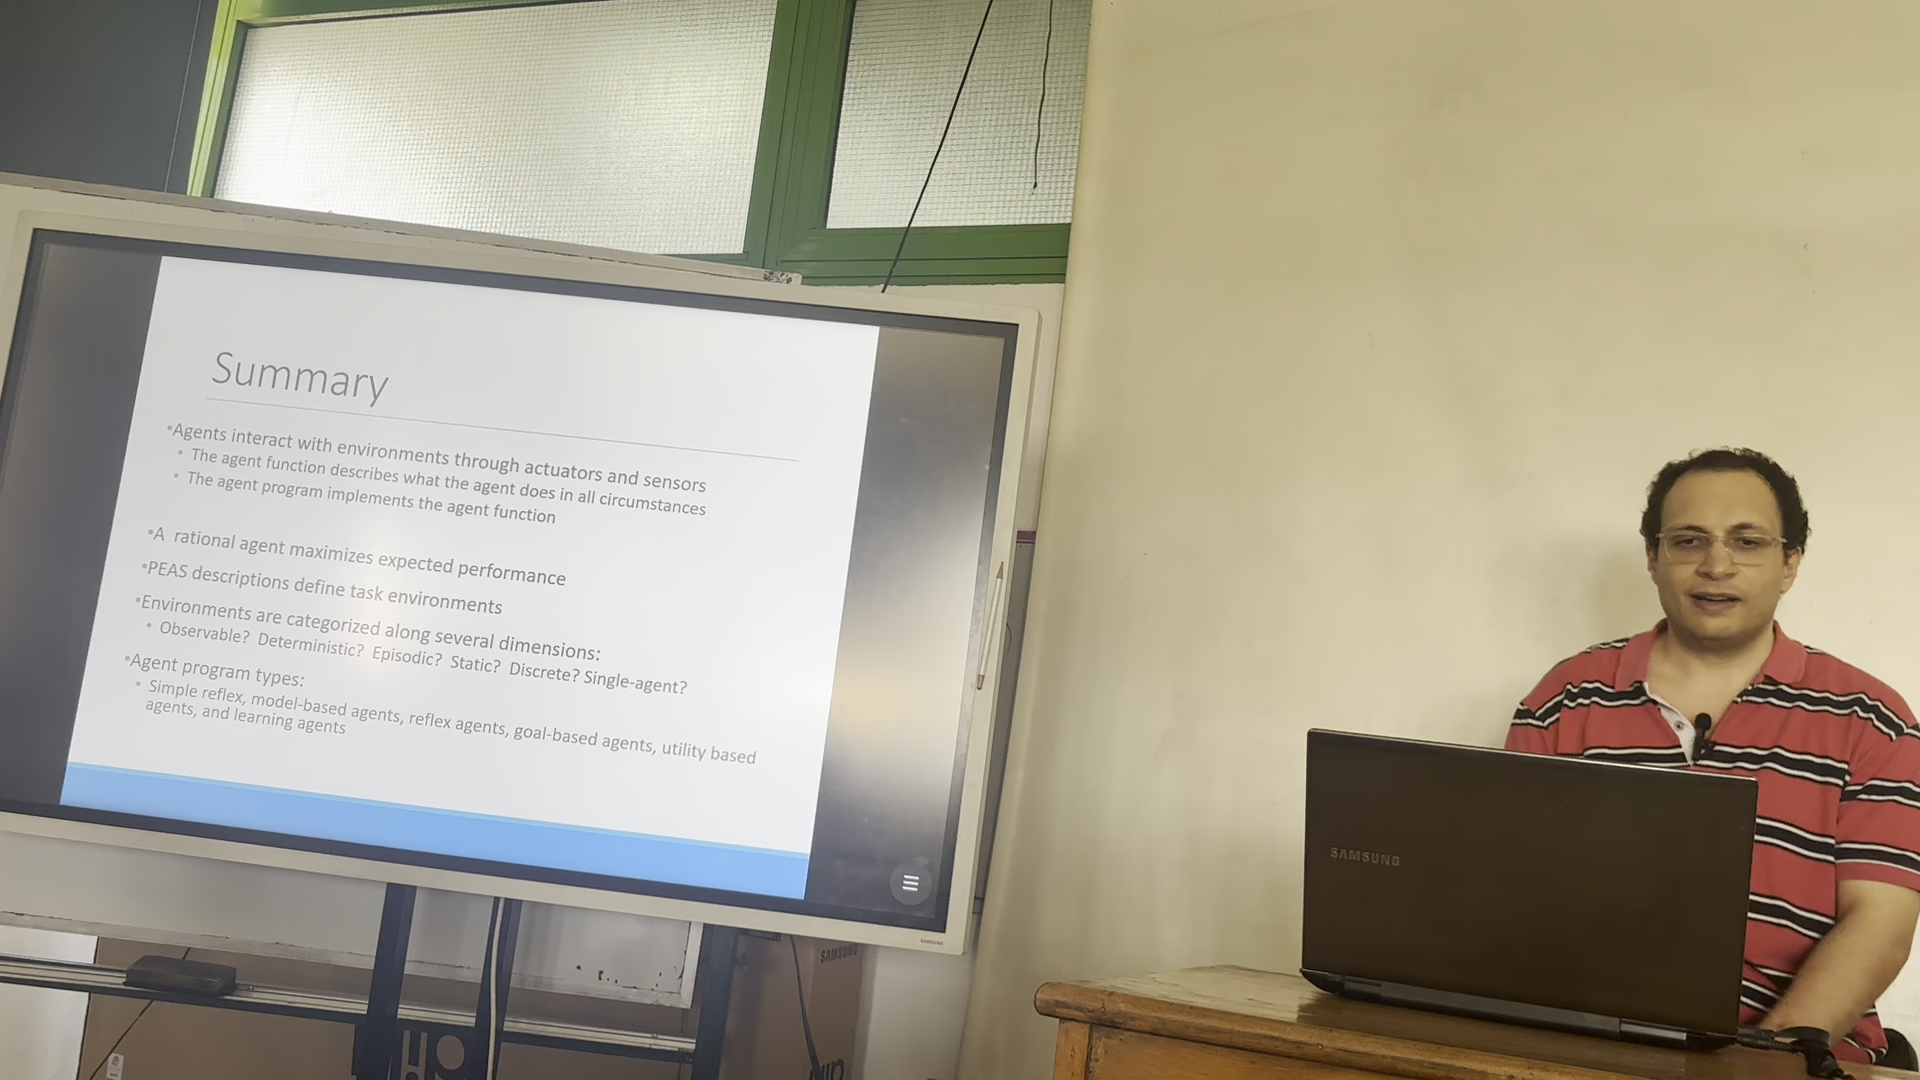 Summary
•Agents interact with environments through actuators and sensors
• The agent function describes what the agent does in all circumstances
• The agent program implements the agent function
•A rational agent maximizes expected performance
•PEAS descriptions define task environments
•Environments are categorized along several dimensions:
• Observable? Deterministic? Episodic? Static? Discrete? Single-agent?
•Agent program types:
• Simple reflex, model-based agents, reflex agents, goal-based agents, utility based
agents, and learning agents
SAMSUNG
SAMSUNG
SAMSUNG